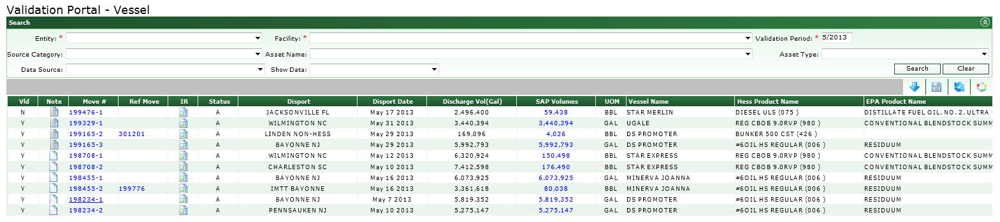 Validation Portal - Vessel
Search
Entity: * Facility: * Validation Period: * 5/2013
Source Category: Asset Name: Asset Type:
Data Source: Show Data: Search Clear
Vld Note Move # Ref Move IR Status Disport Disport Date Discharge Vol(Gal) SAP Volumes UOM Vessel Name Hess Product Name EPA Product Name
N 199476-1 A JACKSONVILLE FL May 17 2013 2,496,400 59,438 BBL STAR MERLIN DIESEL ULS (075 ) DISTILLATE FUEL OIL, NO. 2, ULTRA
Y 199329-1 A WILMINGTON NC May 31 2013 3,440,394 3,440,394 GAL UGALE REG CBOB 9.0RVP (980 ) CONVENTIONAL BLENDSTOCK SUMM
Y 199165-2 301201 A LINDEN NON-HESS May 29 2013 169,096 4,026 BBL DS PROMOTER BUNKER 500 CST (426 )
Y 199165-3 A BAYONNE NJ May 29 2013 5,992,793 5,992,793 GAL DS PROMOTER #6OIL HS REGULAR (006 ) RESIDUUM
Y 198708-1 A WILMINGTON NC May 12 2013 6,320,924 150,498 BBL STAR EXPRESS REG CBOB 9.0RVP (980 ) CONVENTIONAL BLENDSTOCK SUMM
Y 198708-2 A CHARLESTON SC May 10 2013 7,412,598 176,490 BBL STAR EXPRESS REG CBOB 9.0RVP (980 ) CONVENTIONAL BLENDSTOCK SUMM
Y 198455-1 A BAYONNE NJ May 16 2013 6,073,925 6,073,925 GAL MINERVA JOANNA #6OIL HS REGULAR (006 ) RESIDUUM
Y 198455-2 199776 A IMTT BAYONNE May 16 2013 3,361,618 80,038 BBL MINERVA JOANNA #6OIL HS REGULAR (006 ) RESIDUUM
Y 198234-1 A BAYONNE NJ May 7 2013 5,819,352 5,819,352 GAL DS PROMOTER #6OIL HS REGULAR (006 ) RESIDUUM
Y 198234-2 A PENNSAUKEN NJ May 10 2013 5,275,147 5,275,147 GAL DS PROMOTER #6OIL HS REGULAR (006 ) RESIDUUM